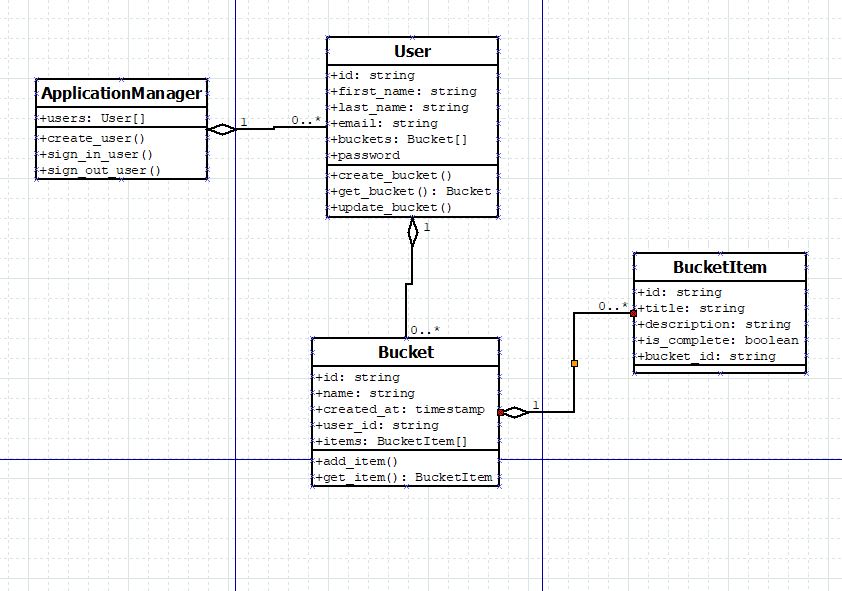 ApplicationManager
+users: User[]
+create_user()
+sign_in_user()
+sign_out_user()
1
0..*
User
+id: string
+first_name: string
+last_name: string
+email: string
+buckets: Bucket[]
+password
+create_bucket()
+get_bucket(): Bucket
+update_bucket()
1
0..*
Bucket
+id: string
+name: string
+created_at: timestamp
+user_id: string
+items: BucketItem[]
+add_item()
+get_item(): BucketItem
1
0..*
BucketItem
+id: string
+title: string
+description: string
+is_complete: boolean
+bucket_id: string